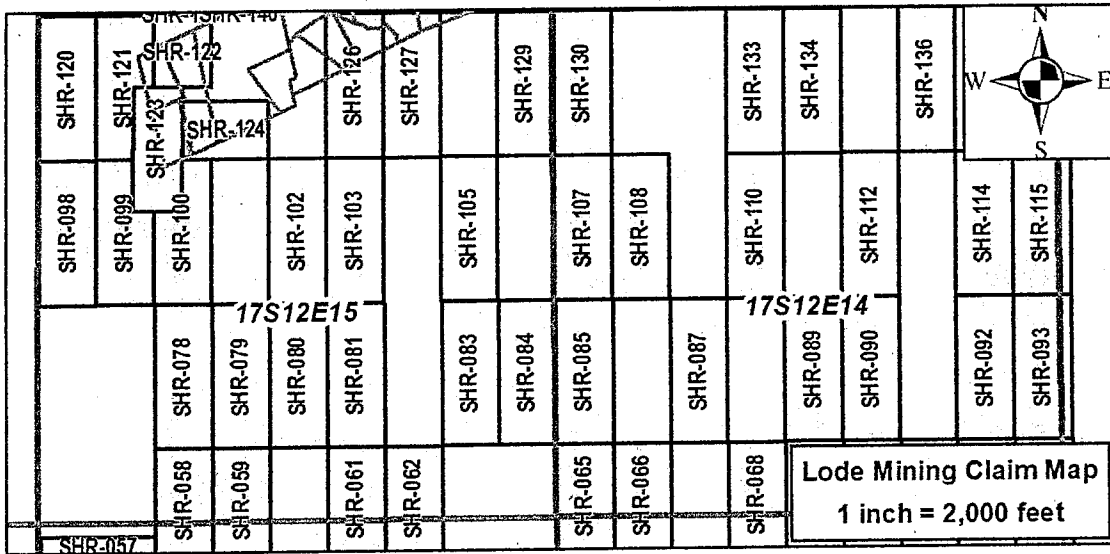 SHR-122
SHR-120
SHR-121
SHR-123
SHR-124
SHR-126
SHR-127
SHR-129
SHR-130
SHR-133
SHR-134
SHR-136
N
W
E
S
SHR-098
SHR-099
SHR-100
SHR-102
SHR-103
SHR-105
SHR-107
SHR-108
SHR-110
SHR-112
SHR-114
SHR-115
17S12E15
17S12E14
SHR-078
SHR-079
SHR-080
SHR-081
SHR-083
SHR-084
SHR-085
SHR-087
SHR-089
SHR-090
SHR-092
SHR-093
SHR-058
SHR-059
SHR-061
SHR-062
SHR-065
SHR-066
SHR-068
Lode Mining Claim Map
1 inch = 2,000 feet
SHR-057